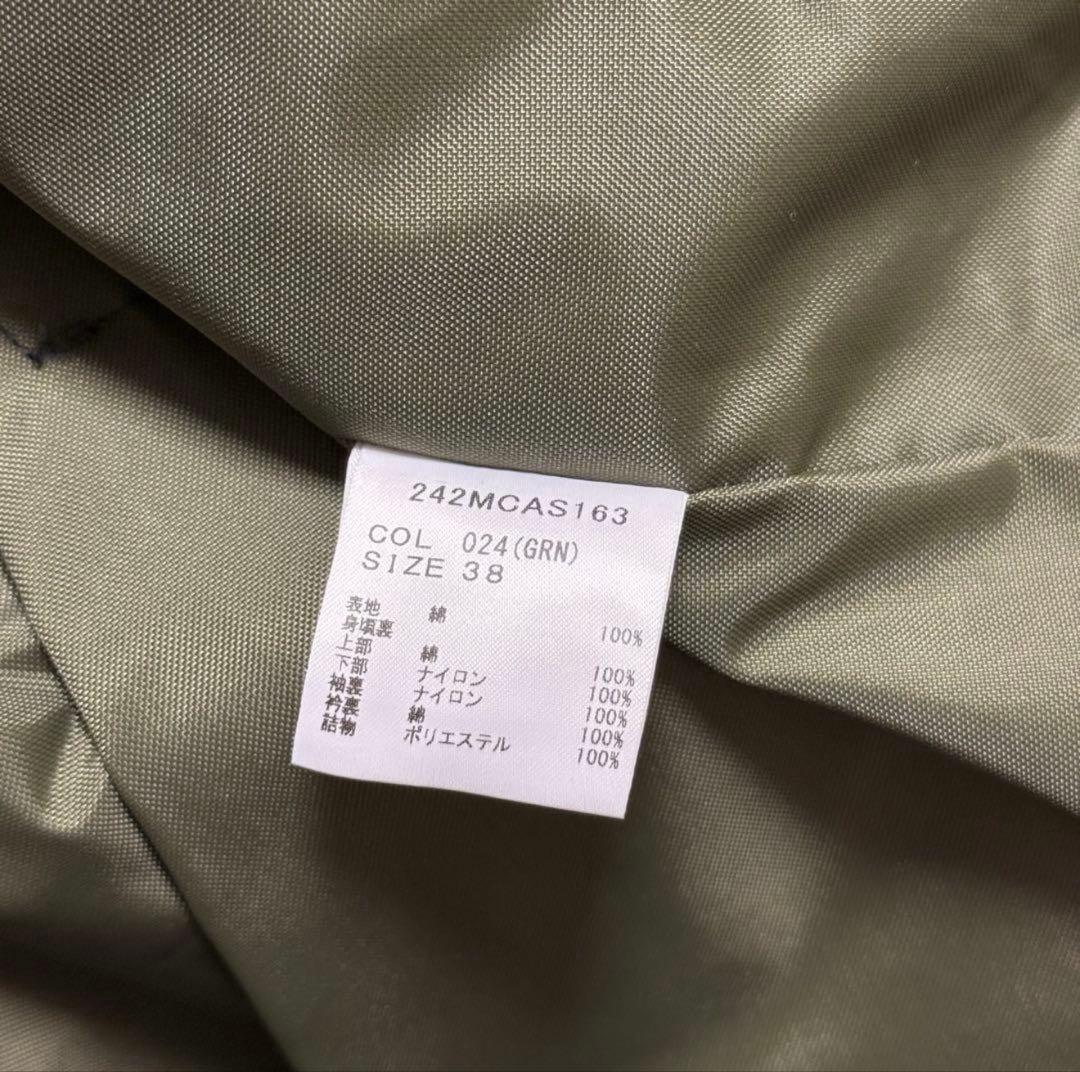 242MCAS163
COL 024(GRN)
SIZE 38
表地 綿 100%
身頃裏
上部 綿 100%
下部 ナイロン 100%
袖裏 ナイロン 100%
衿裏 綿 100%
詰物 ポリエステル 100%